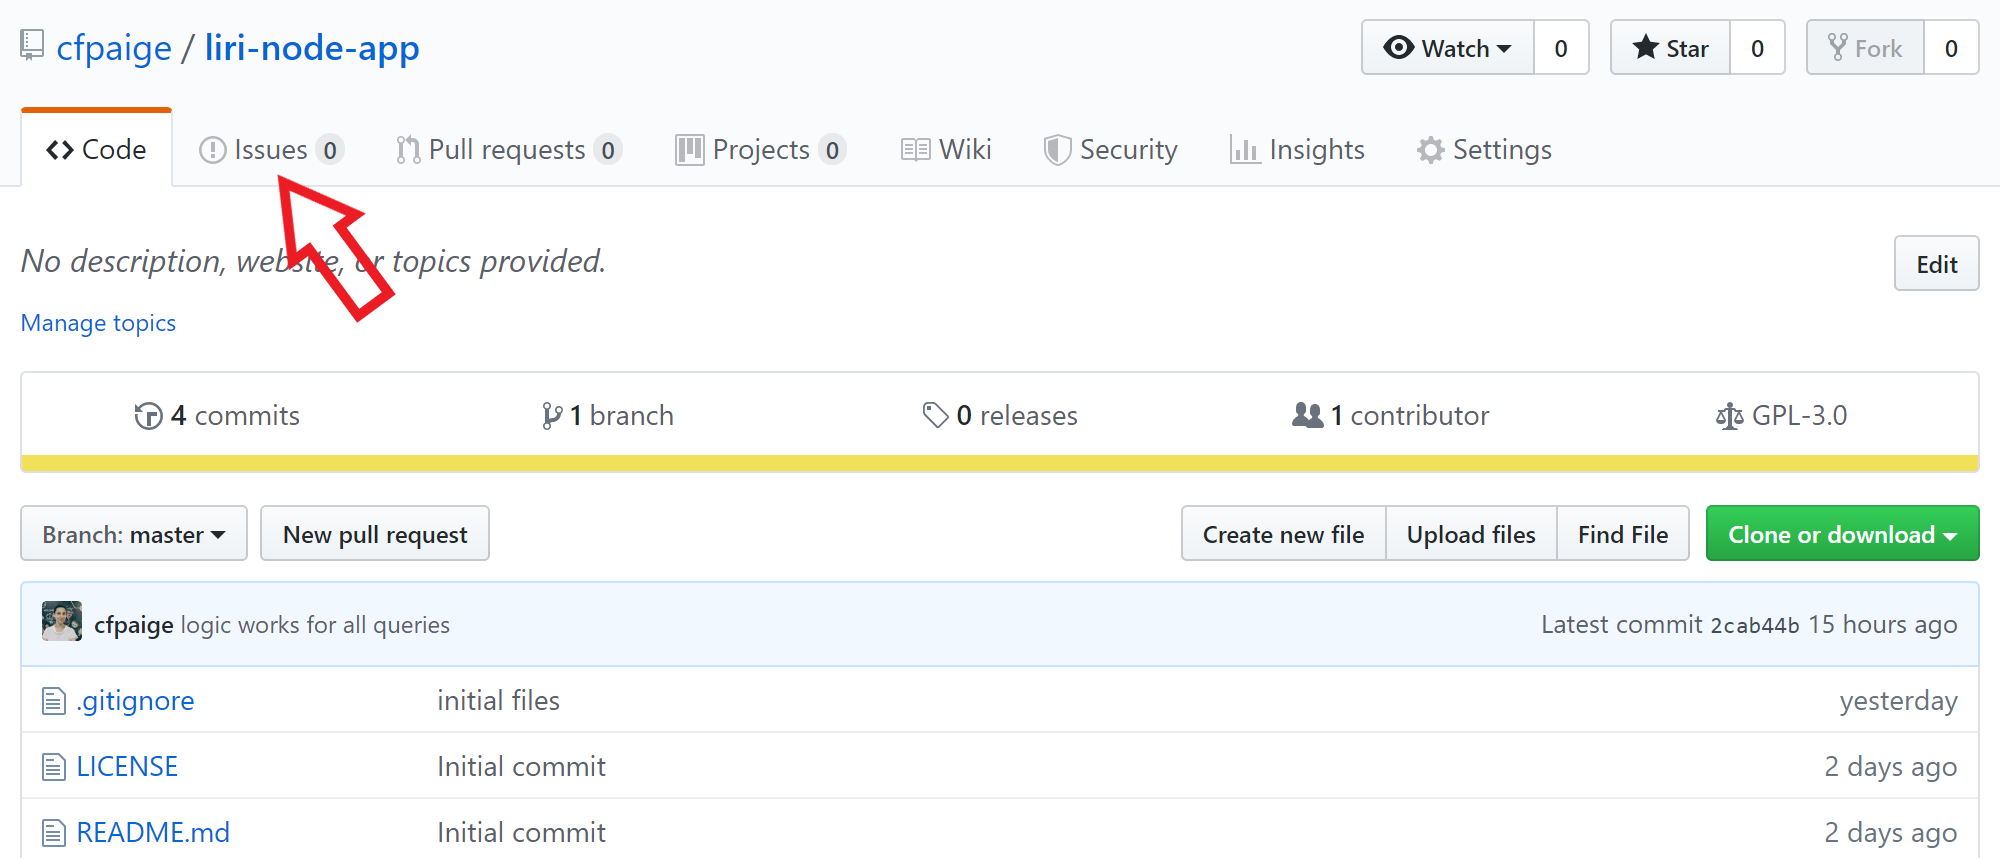 cfpaige / liri-node-app
Watch 0 Star 0 Fork 0
Code Issues 0 Pull requests 0 Projects 0 Wiki Security Insights Settings
No description, website, or topics provided.
Edit
Manage topics
4 commits 1 branch 0 releases 1 contributor GPL-3.0
Branch: master New pull request Create new file Upload files Find File Clone or download
cfpaige logic works for all queries Latest commit 2cab44b 15 hours ago
.gitignore initial files yesterday
LICENSE Initial commit 2 days ago
README.md Initial commit 2 days ago